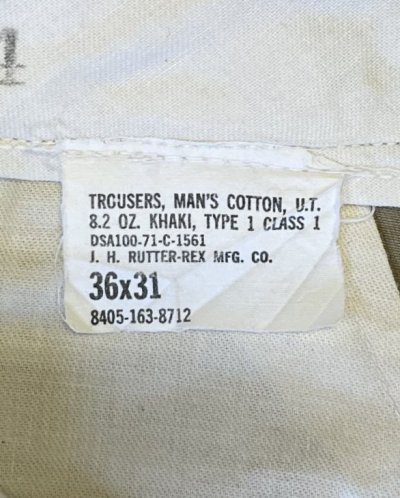 4
TROUSERS, MAN'S COTTON, U.T.
8.2 OZ. KHAKI, TYPE 1 CLASS 1
DSA100-71-C-1561
J. H. RUTTER-REX MFG. CO.
36x31
8405-163-8712